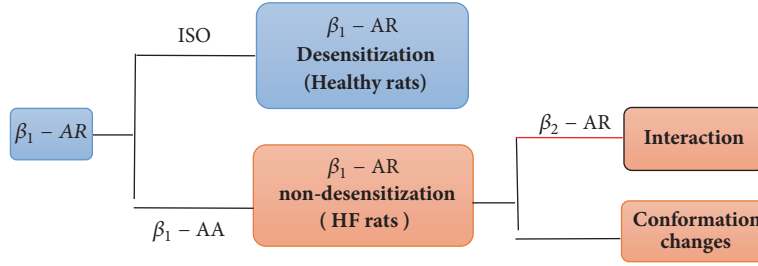 ISO
β₁ – AR
Desensitization
(Healthy rats)
β₁ – AR
β₁ – AA
β₁ – AR
non-desensitization
( HF rats )
β₂ – AR
Interaction
Conformation
changes